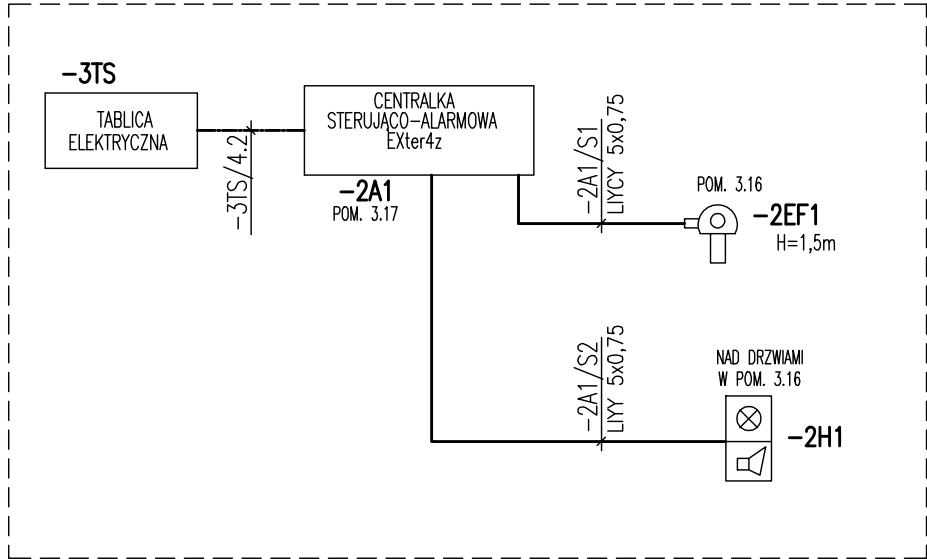 -3TS
TABLICA
ELEKTRYCZNA
-3TS/4.2
CENTRALKA
STERUJĄCO-ALARMOWA
EXter4z
-2A1
POM. 3.17
-2A1/S1
LIYCY 5x0,75
POM. 3.16
-2EF1
H=1,5m
-2A1/S2
LIYY 5x0,75
NAD DRZWIAMI
W POM. 3.16
-2H1